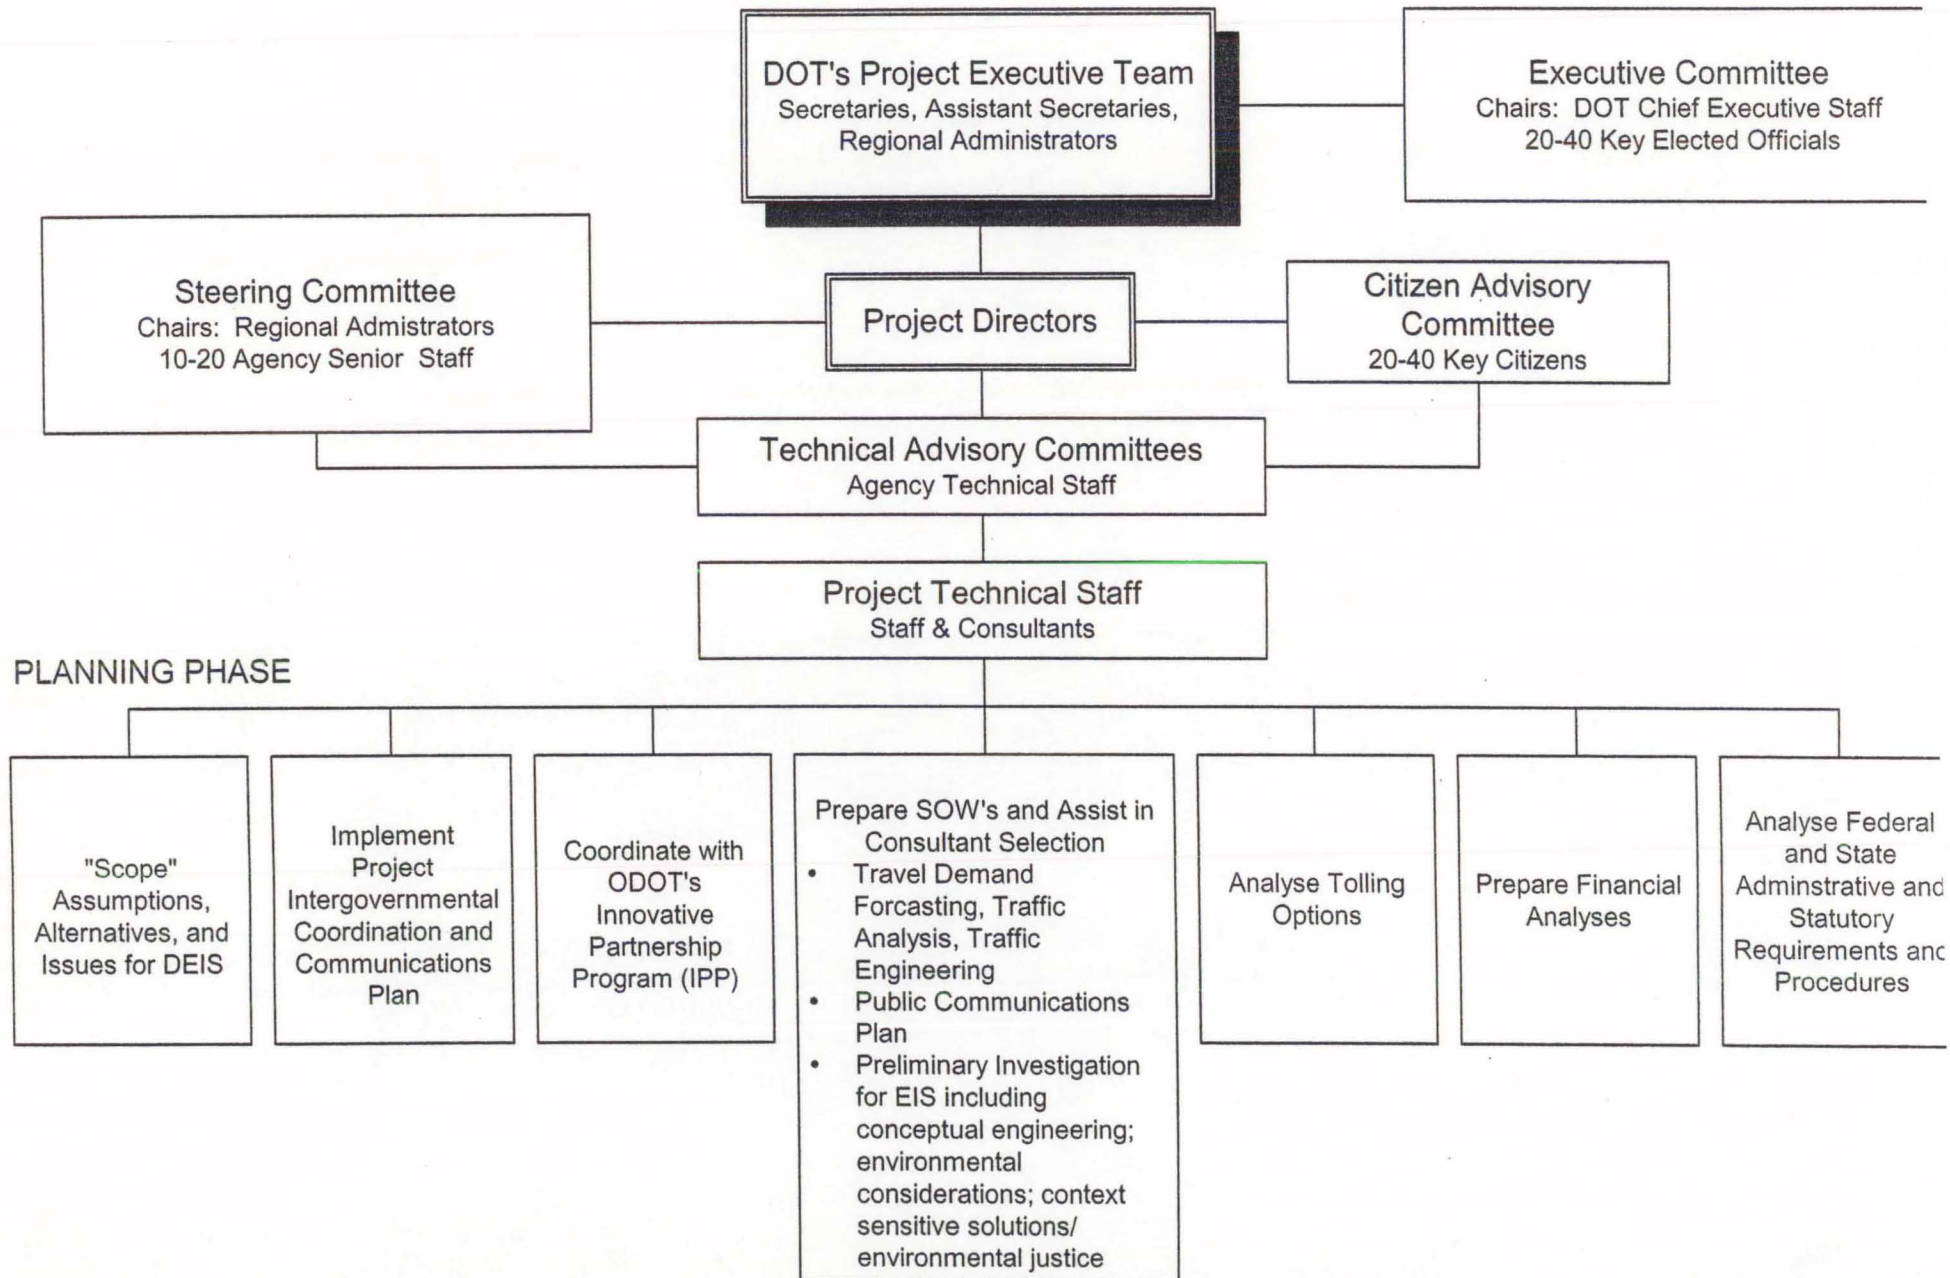 DOT's Project Executive Team
Secretaries, Assistant Secretaries,
Regional Administrators
Executive Committee
Chairs:  DOT Chief Executive Staff
20-40 Key Elected Officials
Steering Committee
Chairs:  Regional Admistrators
10-20 Agency Senior  Staff
Project Directors
Citizen Advisory
Committee
20-40 Key Citizens
Technical Advisory Committees
Agency Technical Staff
Project Technical Staff
Staff & Consultants
PLANNING PHASE
"Scope"
Assumptions,
Alternatives, and
Issues for DEIS
Implement
Project
Intergovernmental
Coordination and
Communications
Plan
Coordinate with
ODOT's
Innovative
Partnership
Program (IPP)
Prepare SOW's and Assist in
Consultant Selection
• Travel Demand
Forcasting, Traffic
Analysis, Traffic
Engineering
• Public Communications
Plan
• Preliminary Investigation
for EIS including
conceptual engineering;
environmental
considerations; context
sensitive solutions/
environmental justice
Analyse Tolling
Options
Prepare Financial
Analyses
Analyse Federal
and State
Adminstrative and
Statutory
Requirements and
Procedures